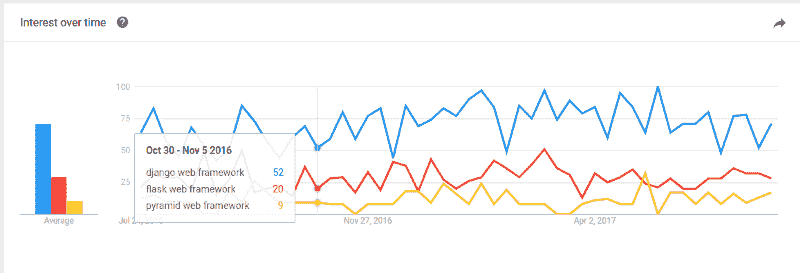 Interest over time ?
100
75
50
25
Oct 30 - Nov 5 2016
django web framework 52
flask web framework 20
pyramid web framework 9
Average
Nov 27, 2016
Apr 2, 2017